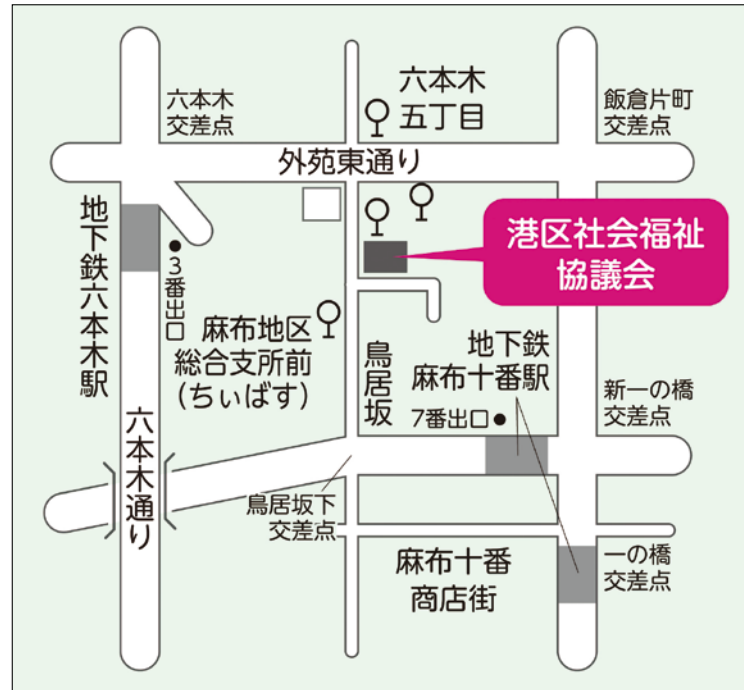 六本木
交差点
六本木
五丁目
飯倉片町
交差点
外苑東通り
港区社会福祉
協議会
地下鉄六本木駅
3番出口
麻布地区
総合支所前
（ちぃばす）
鳥居坂
地下鉄
麻布十番駅
7番出口
新一の橋
交差点
六本木通り
鳥居坂下
交差点
麻布十番
商店街
一の橋
交差点